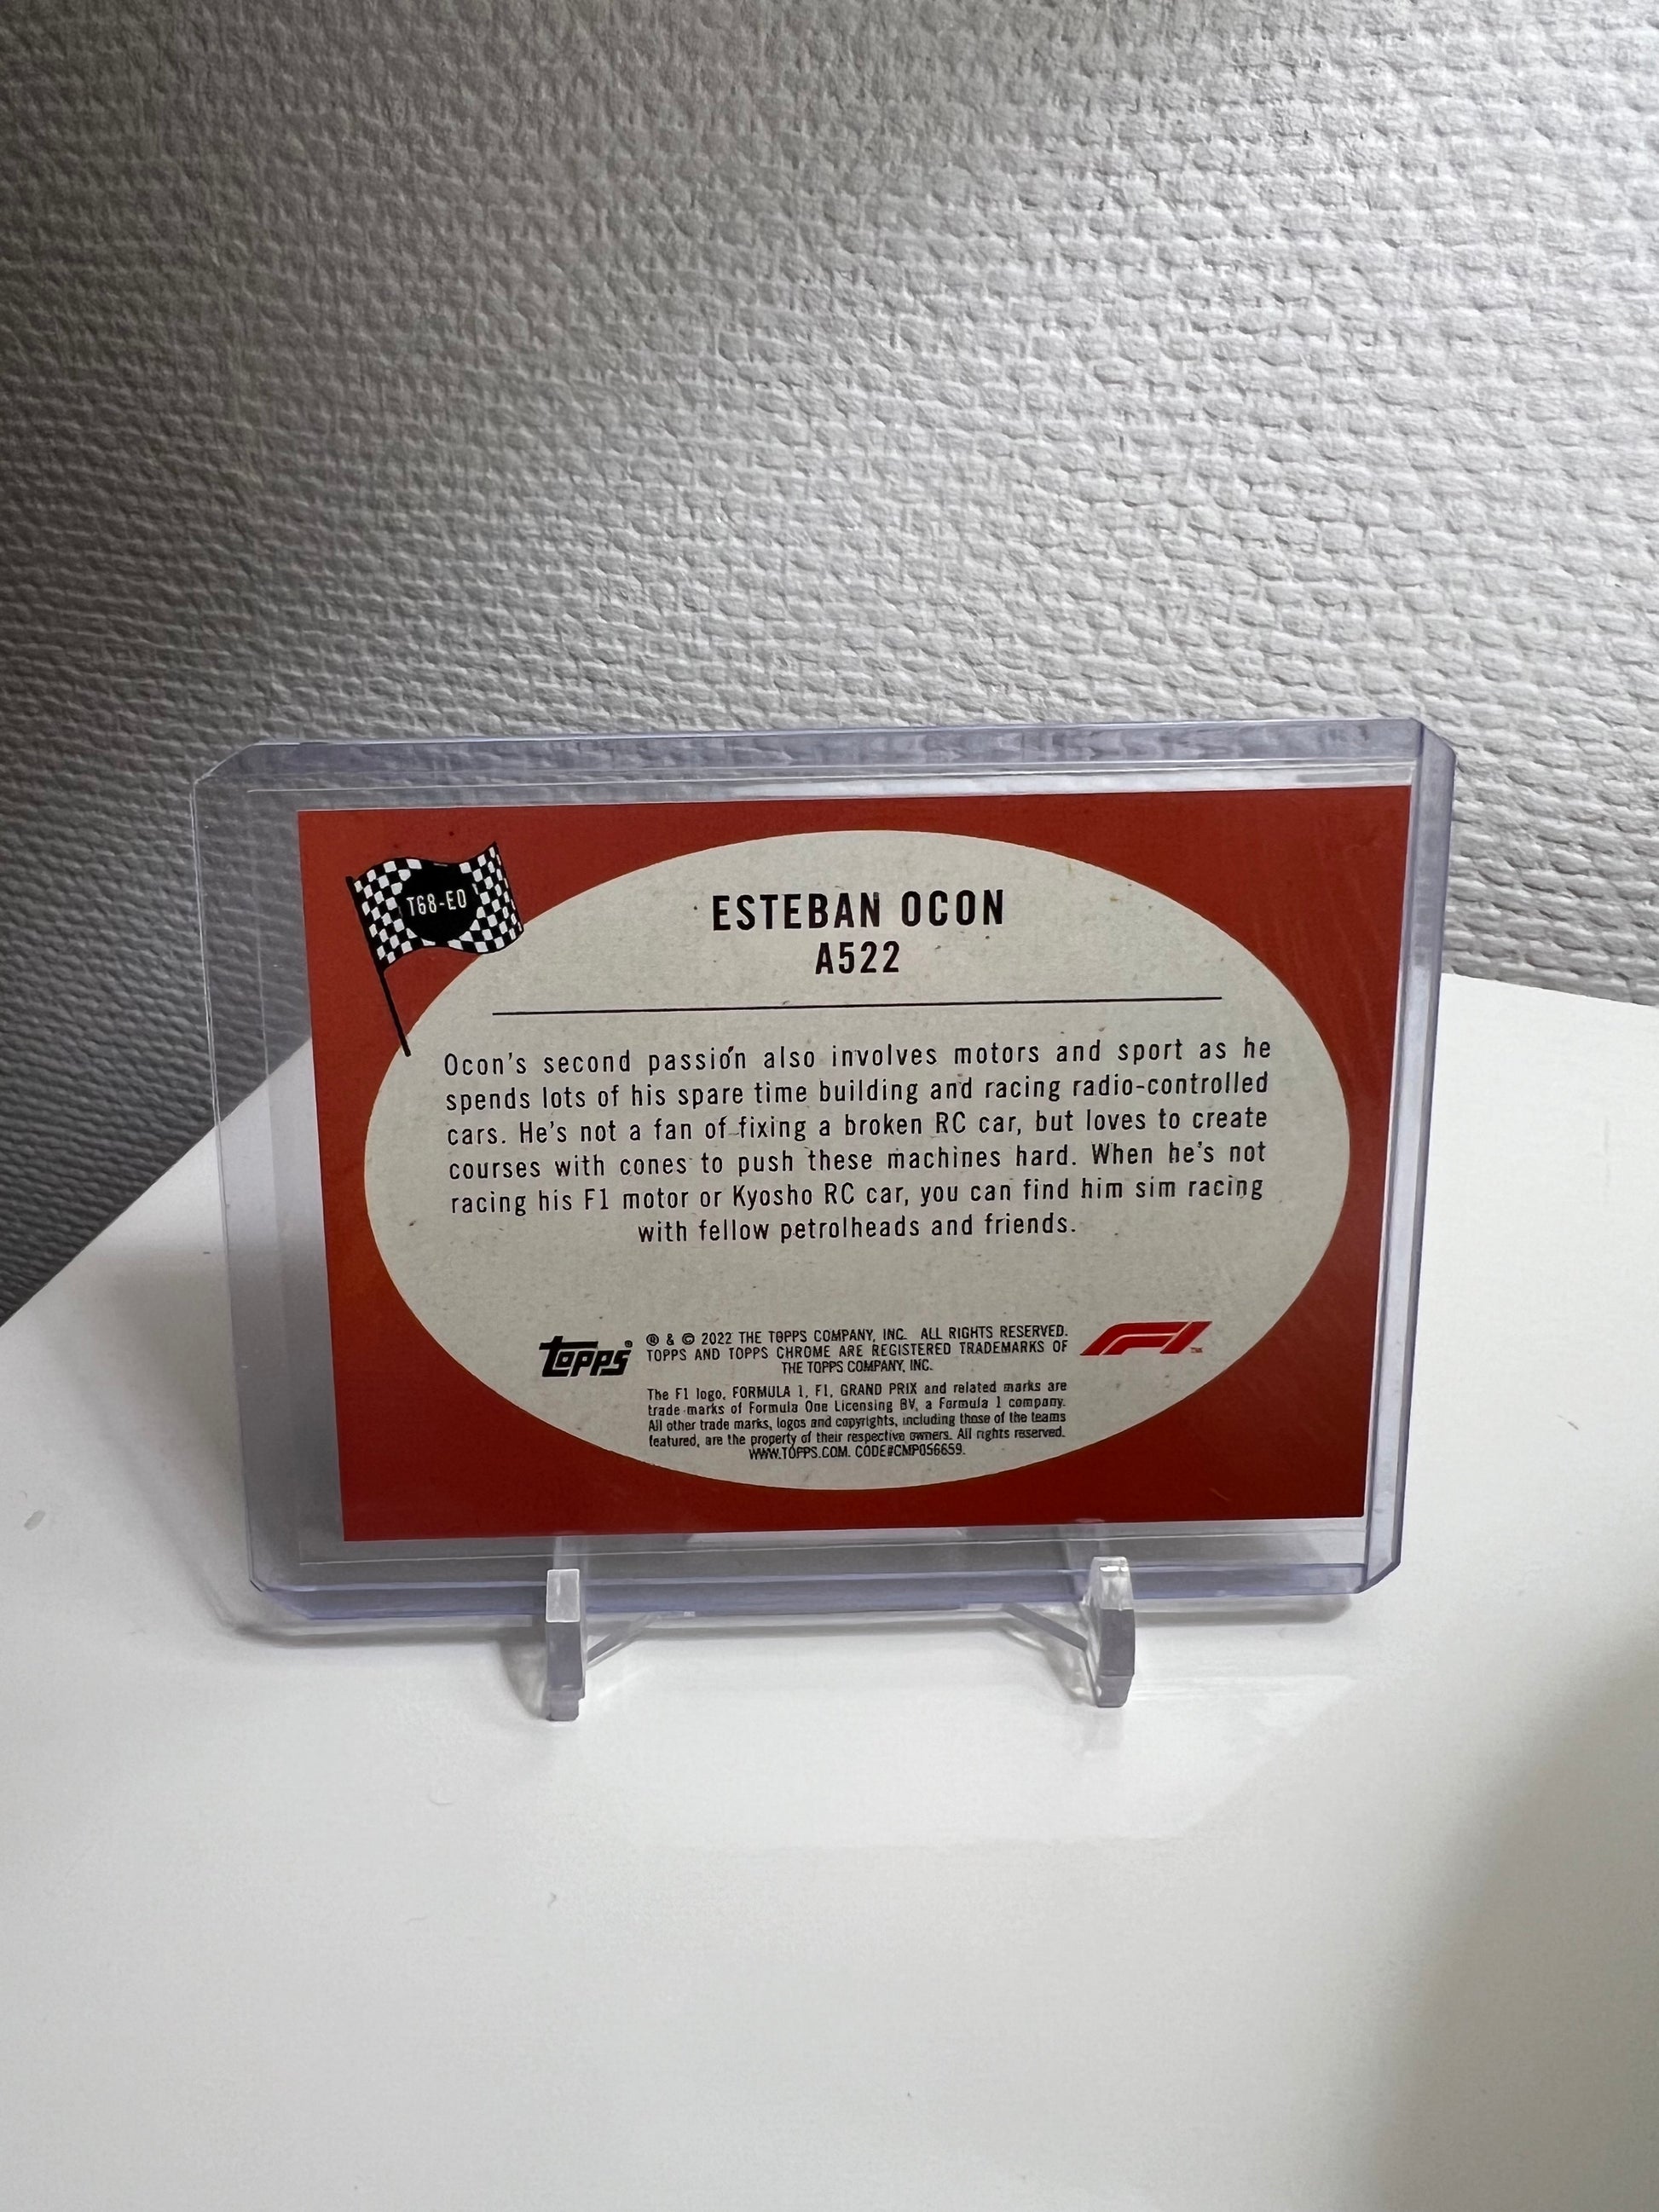 T68-EO
ESTEBAN OCON
A522
Ocon's second passion also involves motors and sport as he
spends lots of his spare time building and racing radio-controlled
cars. He's not a fan of fixing a broken RC car, but loves to create
courses with cones to push these machines hard. When he's not
racing his F1 motor or Kyosho RC car, you can find him sim racing
with fellow petrolheads and friends.
topps®
® & © 2022 THE TOPPS COMPANY, INC. ALL RIGHTS RESERVED.
TOPPS AND TOPPS CHROME ARE REGISTERED TRADEMARKS OF
THE TOPPS COMPANY, INC.
F1™
The F1 logo, FORMULA 1, F1, GRAND PRIX and related marks are
trade marks of Formula One Licensing BV, a Formula 1 company.
All other trade marks, logos and copyrights, including those of the teams
featured, are the property of their respective owners. All rights reserved.
WWW.TOPPS.COM. CODE#CMP056659.